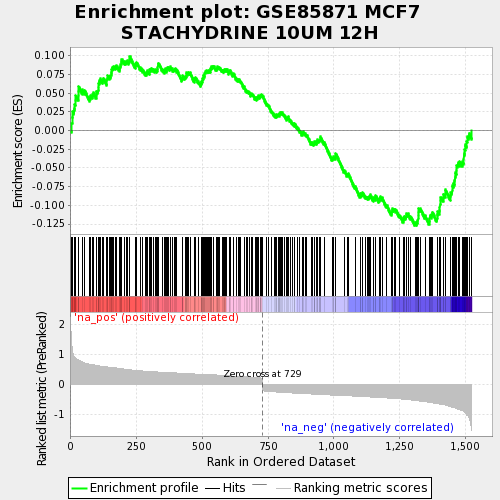 Enrichment plot: GSE85871 MCF7
STACHYDRINE 10UM 12H
Enrichment score (ES)
0.100
0.075
0.050
0.025
0.000
-0.025
-0.050
-0.075
-0.100
-0.125
'na_pos' (positively correlated)
Ranked list metric (PreRanked)
2
1
0
-1
Zero cross at 729
'na_neg' (negatively correlated)
0
250
500
750
1,000
1,250
1,500
Rank in Ordered Dataset
Enrichment profile
Hits
Ranking metric scores